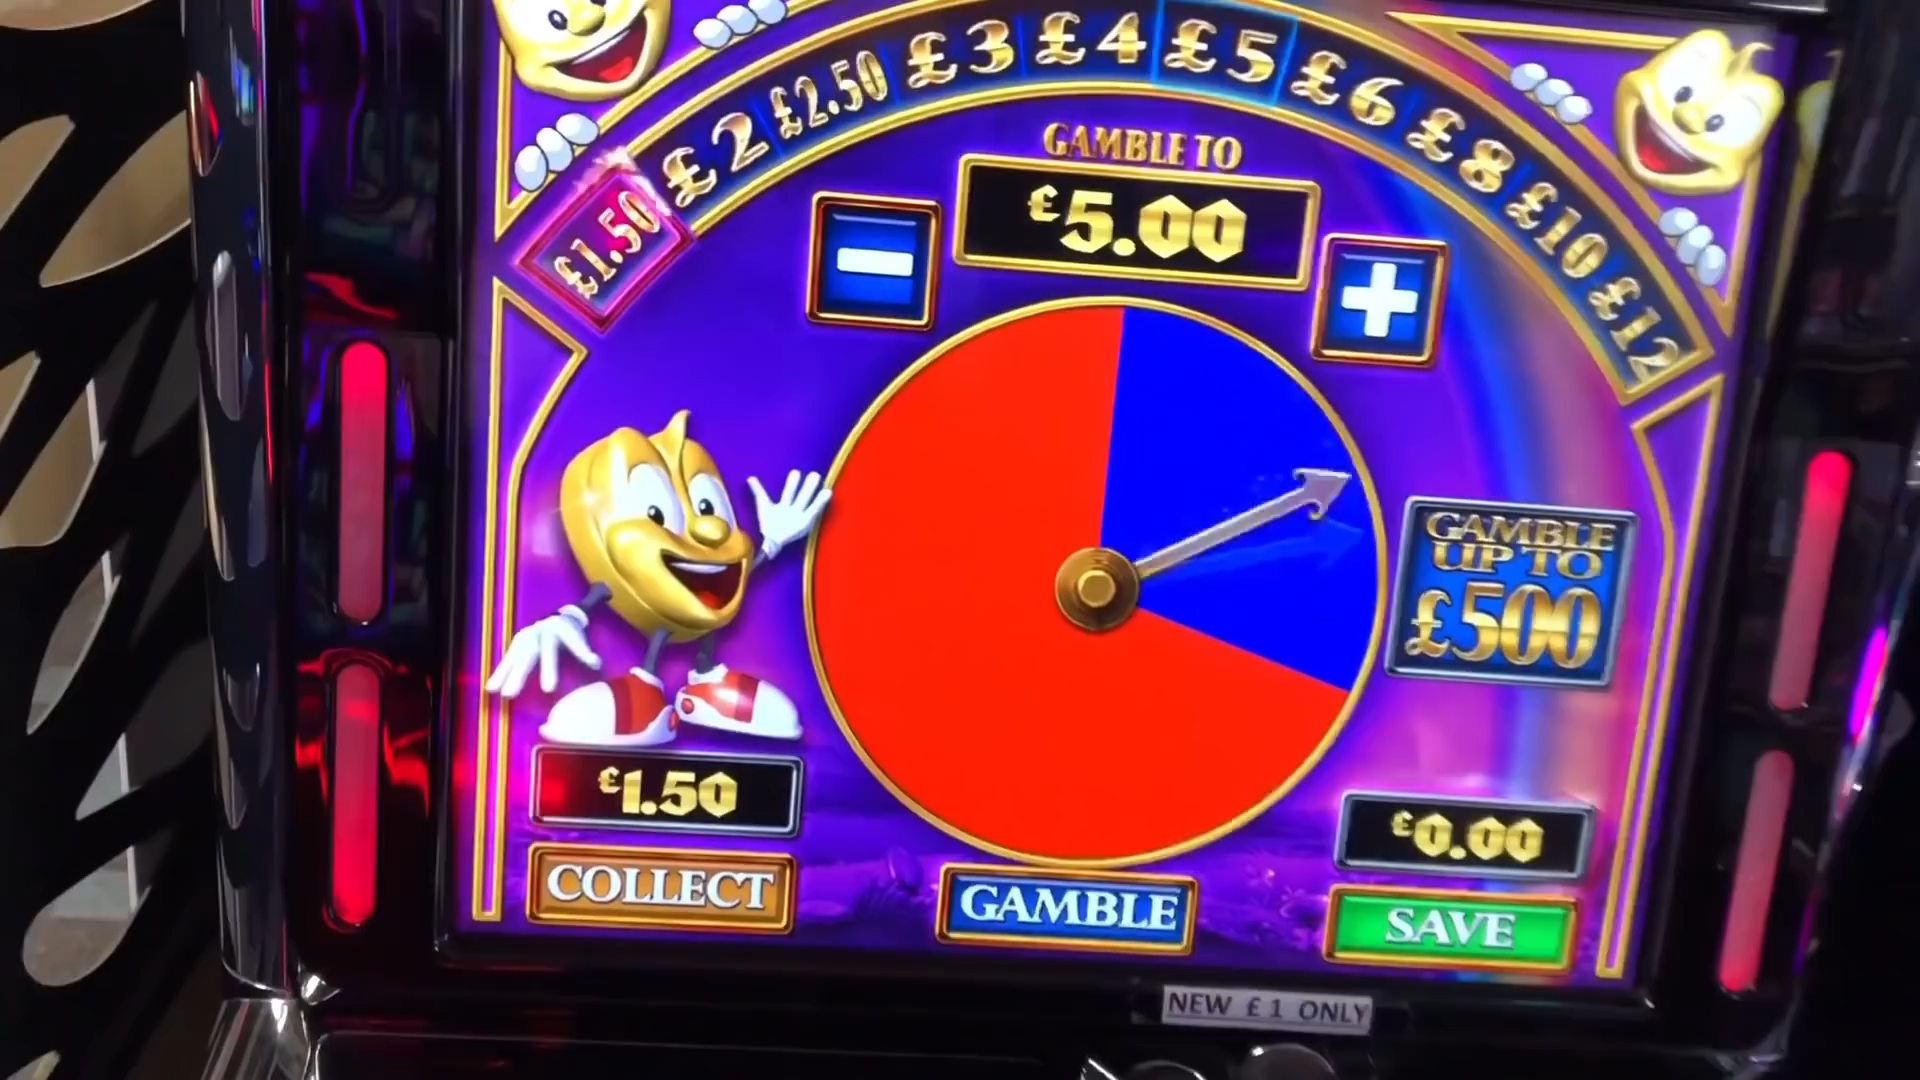 £1.50 £2 £2.50 £3 £4 £5 £6 £8 £10 £12
GAMBLE TO
£5.00
GAMBLE
UP TO
£500
£1.50
£0.00
COLLECT
GAMBLE
SAVE
NEW £1 ONLY